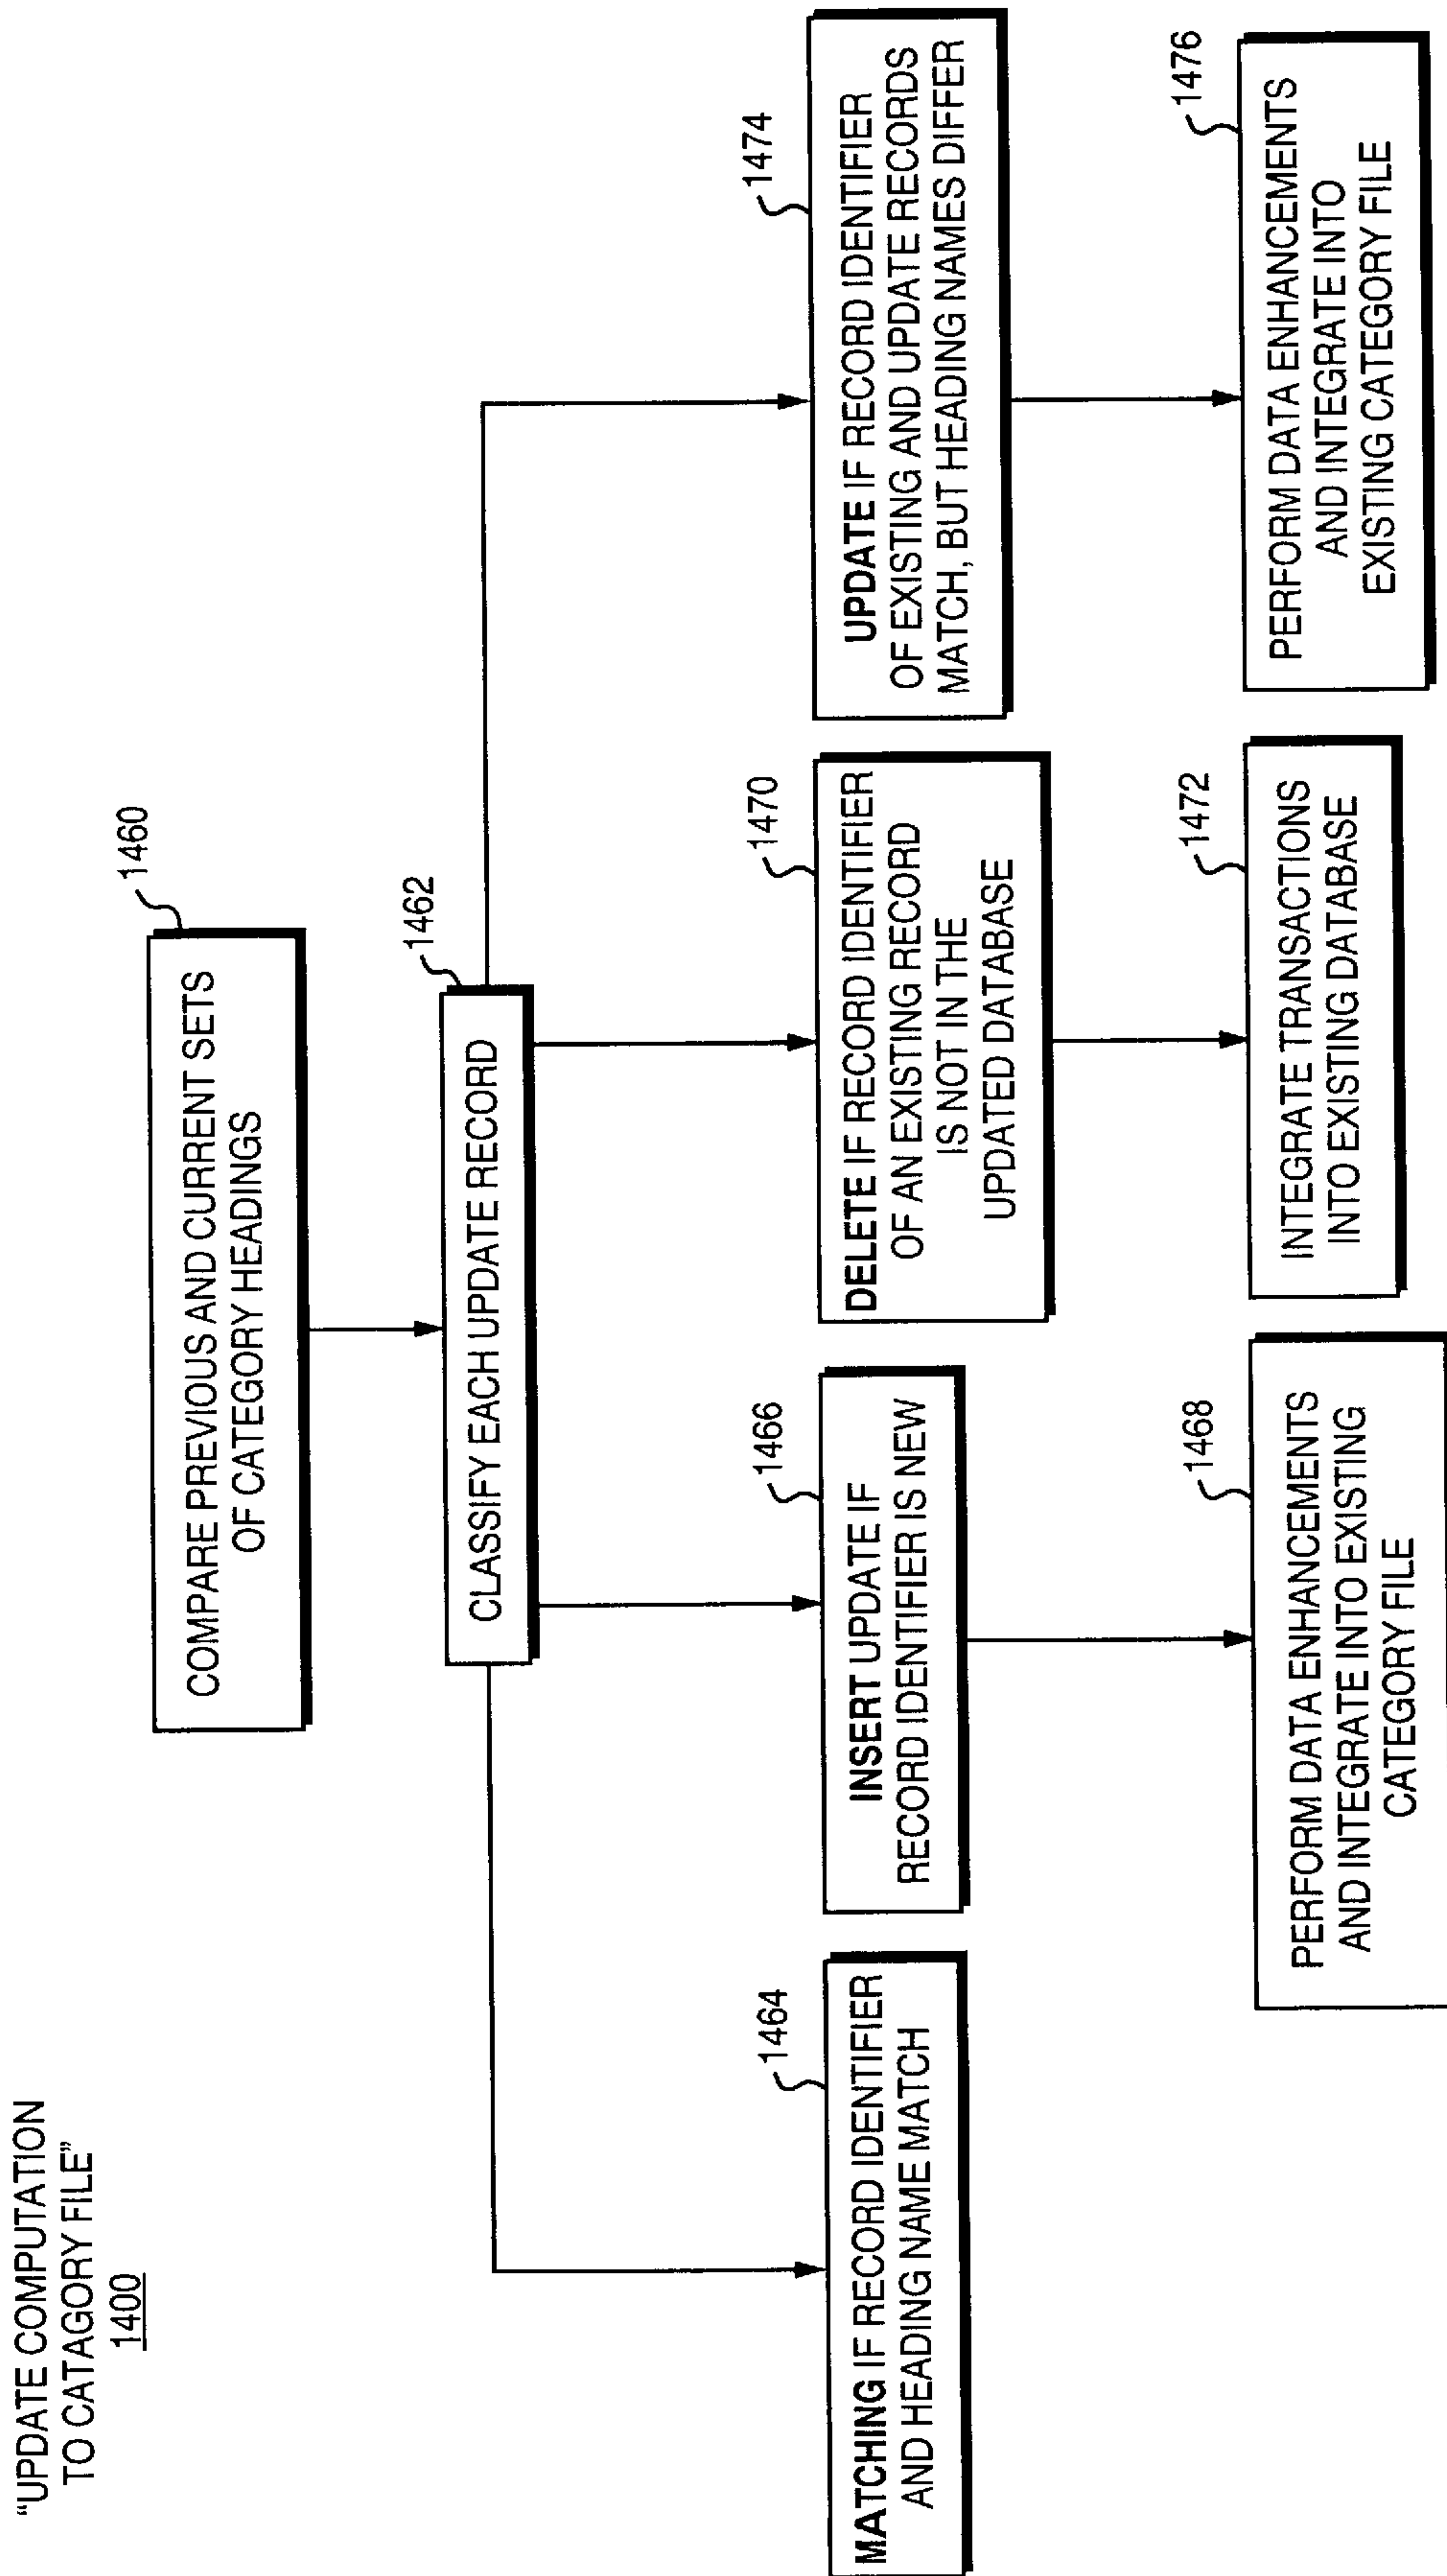 "UPDATE COMPUTATION
TO CATAGORY FILE"
1400
1460
COMPARE PREVIOUS AND CURRENT SETS
OF CATEGORY HEADINGS
1462
CLASSIFY EACH UPDATE RECORD
1464
MATCHING IF RECORD IDENTIFIER
AND HEADING NAME MATCH
1466
INSERT UPDATE IF
RECORD IDENTIFIER IS NEW
1470
DELETE IF RECORD IDENTIFIER
OF AN EXISTING RECORD
IS NOT IN THE
UPDATED DATABASE
1474
UPDATE IF RECORD IDENTIFIER
OF EXISTING AND UPDATE RECORDS
MATCH, BUT HEADING NAMES DIFFER
1468
PERFORM DATA ENHANCEMENTS
AND INTEGRATE INTO EXISTING
CATEGORY FILE
1472
INTEGRATE TRANSACTIONS
INTO EXISTING DATABASE
1476
PERFORM DATA ENHANCEMENTS
AND INTEGRATE INTO
EXISTING CATEGORY FILE